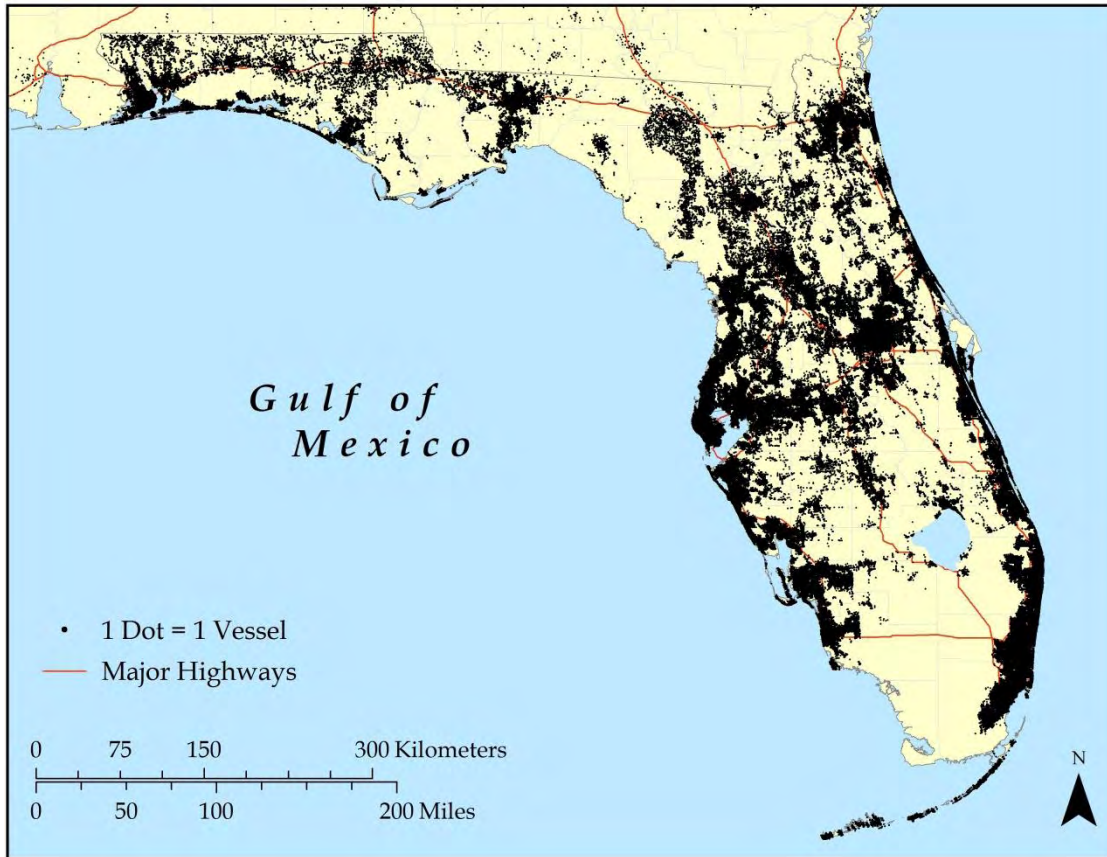 Gulf of
Mexico
1 Dot = 1 Vessel
Major Highways
0 75 150 300 Kilometers
0 50 100 200 Miles
N